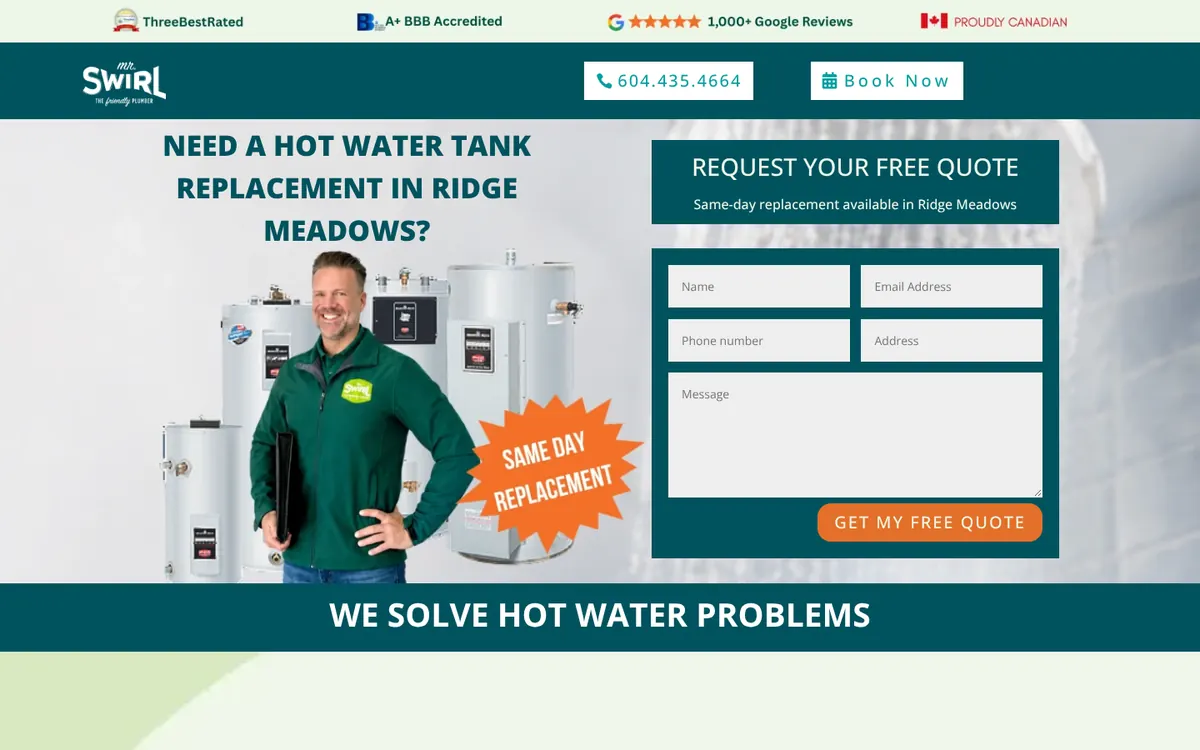 ThreeBestRated
A+ BBB Accredited
1,000+ Google Reviews
PROUDLY CANADIAN
mr.
SWIRL
THE friendly PLUMBER
604.435.4664
Book Now
NEED A HOT WATER TANK
REPLACEMENT IN RIDGE
MEADOWS?
SWIRL
SAME DAY
REPLACEMENT
REQUEST YOUR FREE QUOTE
Same-day replacement available in Ridge Meadows
Name
Email Address
Phone number
Address
Message
GET MY FREE QUOTE
WE SOLVE HOT WATER PROBLEMS